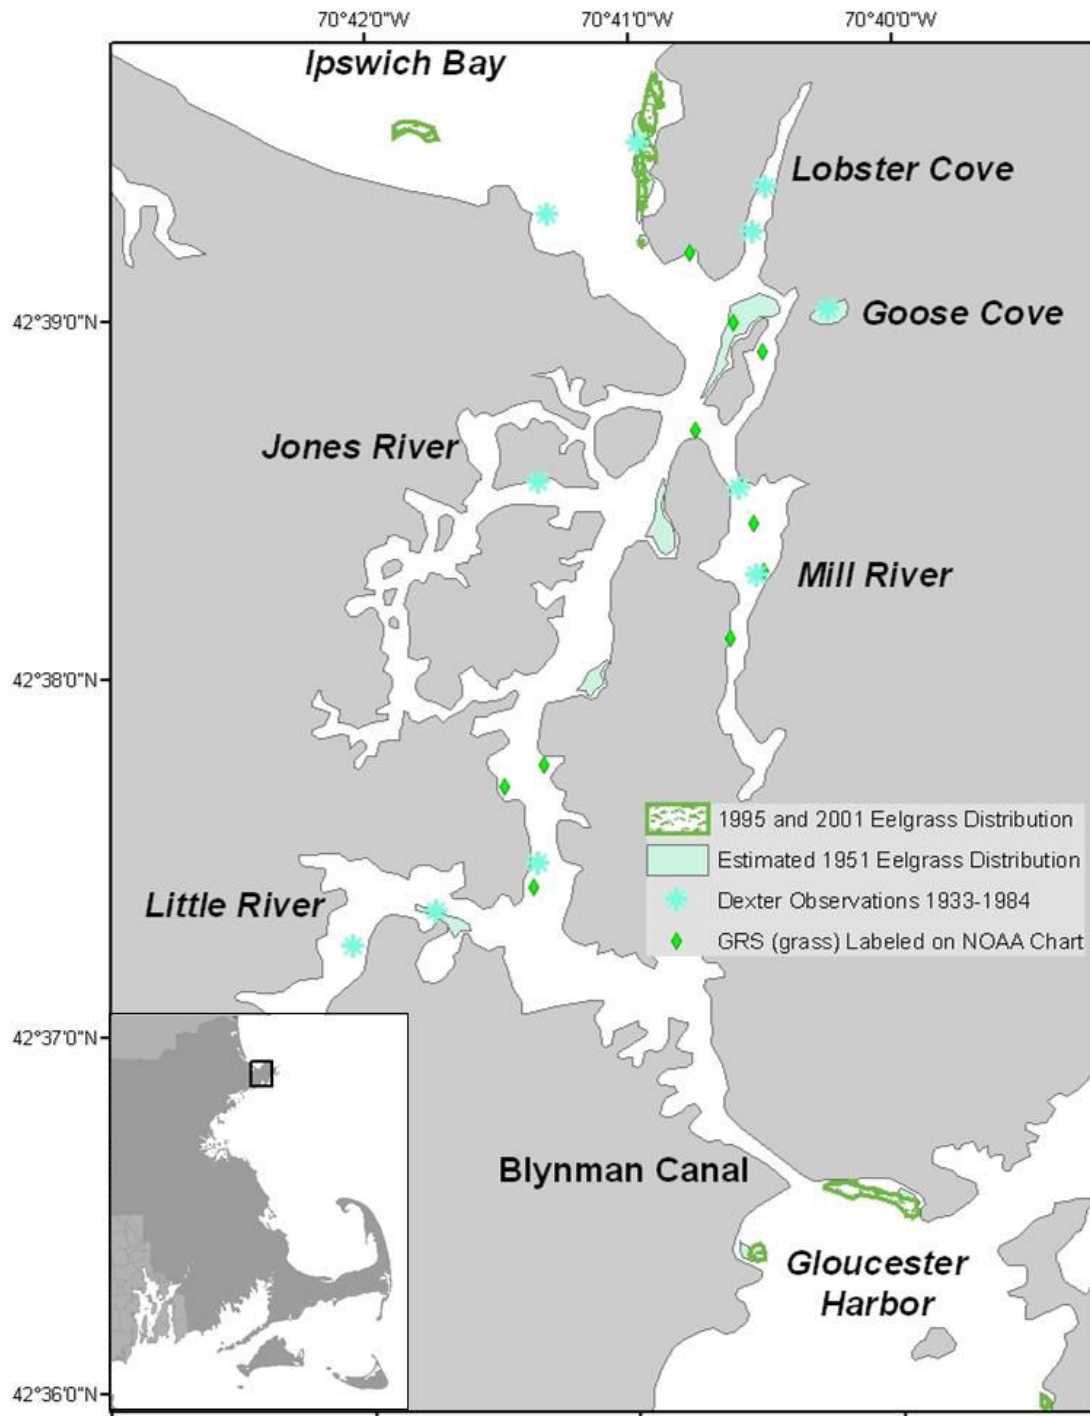 70°42'0"W 70°41'0"W 70°40'0"W
Ipswich Bay
Lobster Cove
42°39'0"N
Goose Cove
Jones River
Mill River
42°38'0"N
1995 and 2001 Eelgrass Distribution
Estimated 1951 Eelgrass Distribution
Dexter Observations 1933-1984
GRS (grass) Labeled on NOAA Chart
Little River
42°37'0"N
Blynman Canal
Gloucester
Harbor
42°36'0"N